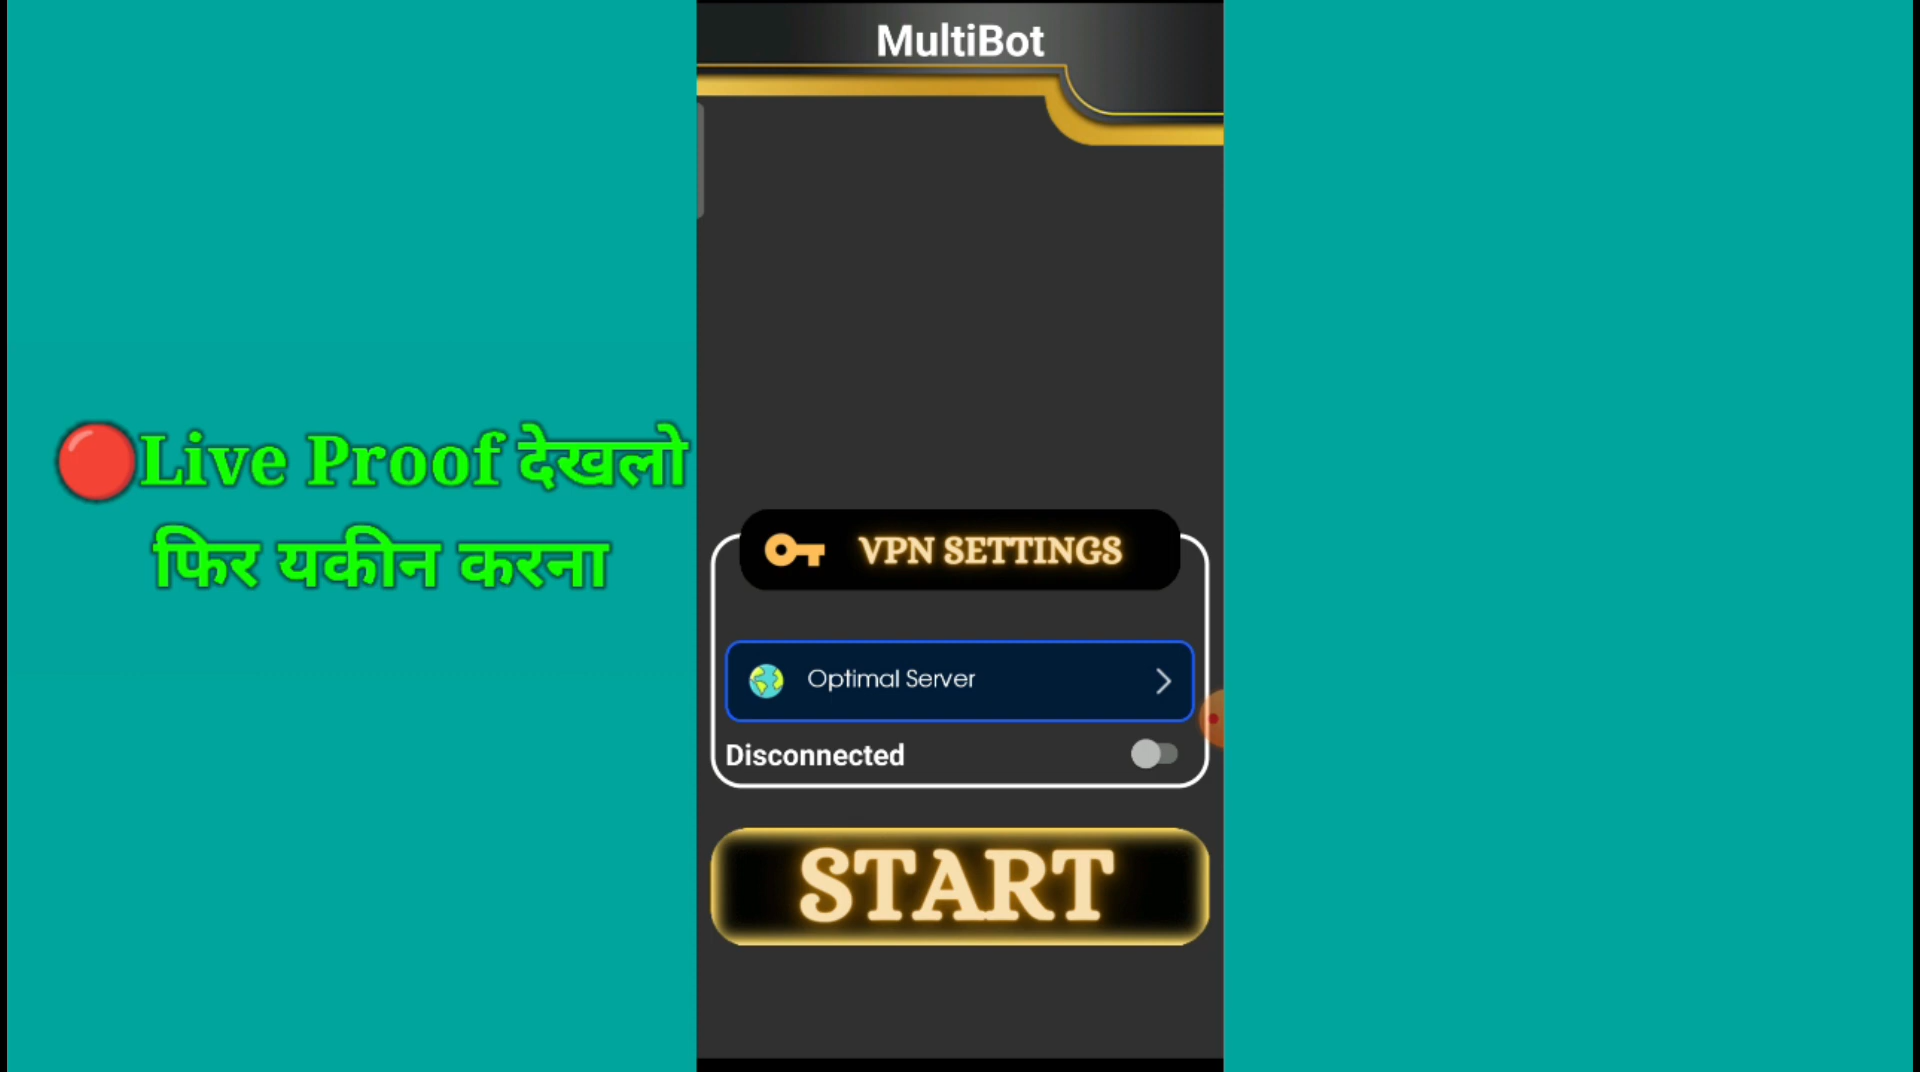 MultiBot
🔴Live Proof देखलो
फिर यकीन करना
VPN SETTINGS
Optimal Server
Disconnected
START